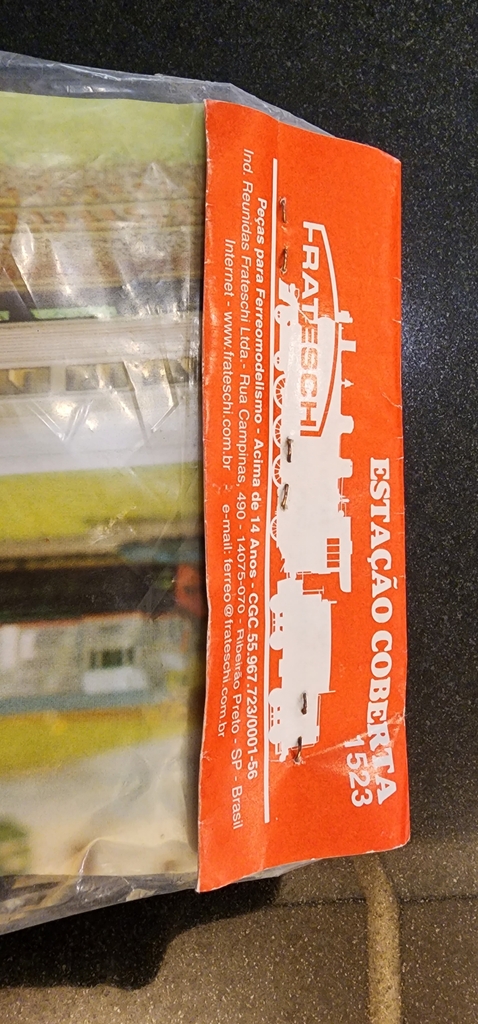 ESTAÇÃO COBERTA
1523
FRATESCHI
Peças para Ferreomodelismo - Acima de 14 Anos - CGC.55.967.723/0001-56
Ind. Reunidas Frateschi Ltda.- Rua Campinas, 490 - 14075-070 - Ribeirão Preto - SP - Brasil
Internet - www.frateschi.com.br e-mail: ferreo@frateschi.com.br